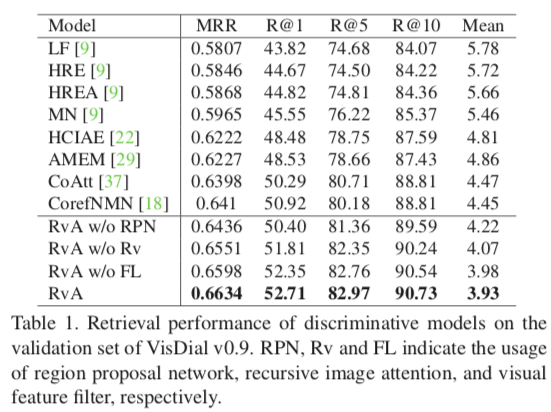 Model MRR R@1 R@5 R@10 Mean
LF [9] 0.5807 43.82 74.68 84.07 5.78
HRE [9] 0.5846 44.67 74.50 84.22 5.72
HREA [9] 0.5868 44.82 74.81 84.36 5.66
MN [9] 0.5965 45.55 76.22 85.37 5.46
HCIAE [22] 0.6222 48.48 78.75 87.59 4.81
AMEM [29] 0.6227 48.53 78.66 87.43 4.86
CoAtt [37] 0.6398 50.29 80.71 88.81 4.47
CorefNMN [18] 0.641 50.92 80.18 88.81 4.45
RvA w/o RPN 0.6436 50.40 81.36 89.59 4.22
RvA w/o Rv 0.6551 51.81 82.35 90.24 4.07
RvA w/o FL 0.6598 52.35 82.76 90.54 3.98
RvA 0.6634 52.71 82.97 90.73 3.93
Table 1. Retrieval performance of discriminative models on the
validation set of VisDial v0.9. RPN, Rv and FL indicate the usage
of region proposal network, recursive image attention, and visual
feature filter, respectively.